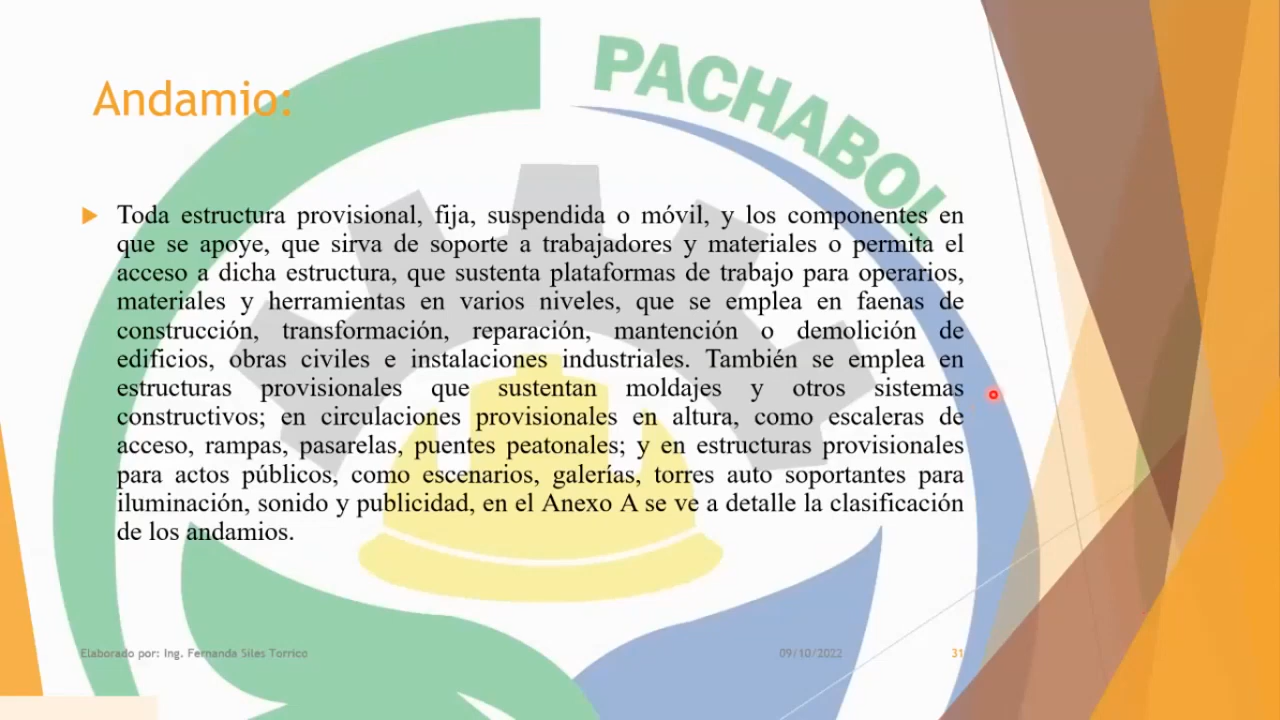 PACHABOL
Andamio:
Toda estructura provisional, fija, suspendida o móvil, y los componentes en
que se apoye, que sirva de soporte a trabajadores y materiales o permita el
acceso a dicha estructura, que sustenta plataformas de trabajo para operarios,
materiales y herramientas en varios niveles, que se emplea en faenas de
construcción, transformación, reparación, mantención o demolición de
edificios, obras civiles e instalaciones industriales. También se emplea en
estructuras provisionales que sustentan moldajes y otros sistemas
constructivos; en circulaciones provisionales en altura, como escaleras de
acceso, rampas, pasarelas, puentes peatonales; y en estructuras provisionales
para actos públicos, como escenarios, galerías, torres auto soportantes para
iluminación, sonido y publicidad, en el Anexo A se ve a detalle la clasificación
de los andamios.
Elaborado por: Ing. Fernanda Siles Torrico
09/10/2022
31